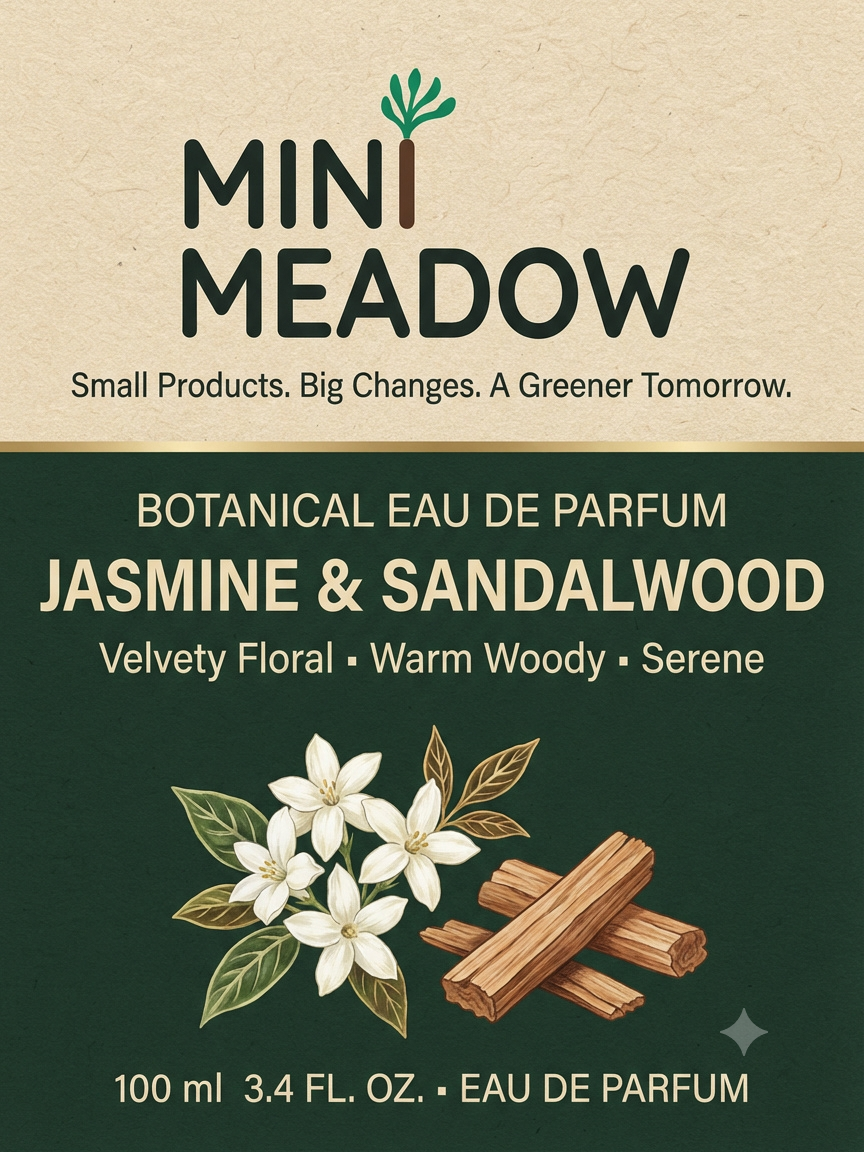 MINI
MEADOW
Small Products. Big Changes. A Greener Tomorrow.
BOTANICAL EAU DE PARFUM
JASMINE & SANDALWOOD
Velvety Floral ▪ Warm Woody ▪ Serene
100 ml 3.4 FL. OZ. ▪ EAU DE PARFUM